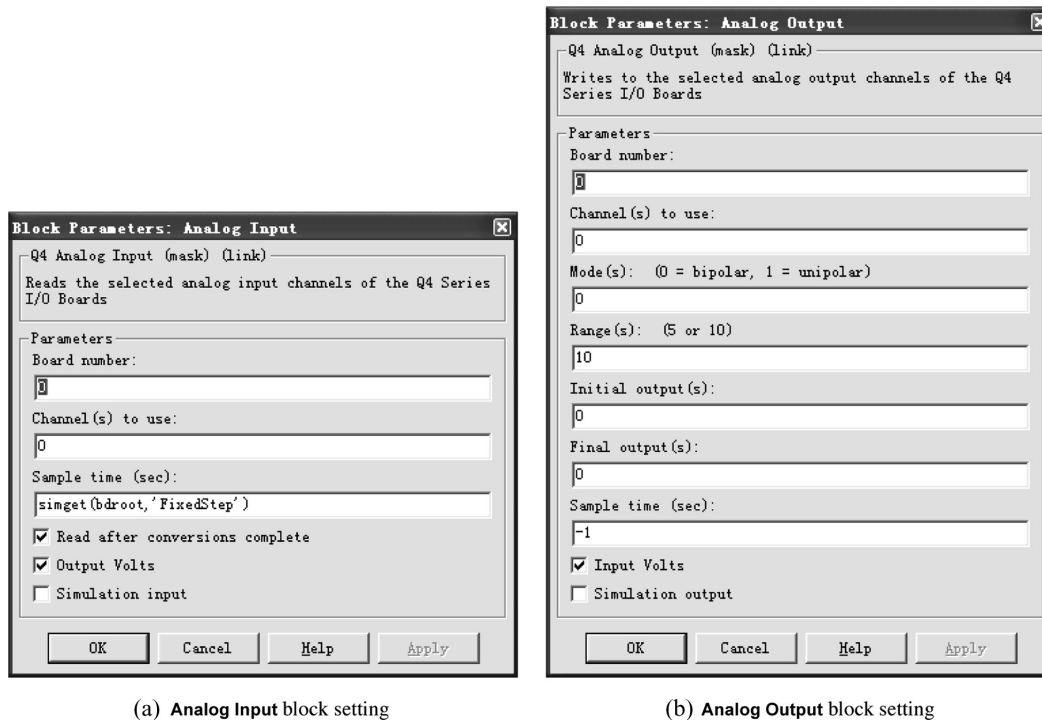 Block Parameters: Analog Input
Q4 Analog Input (mask) (link)
Reads the selected analog input channels of the Q4 Series
I/O Boards
Parameters
Board number:
0
Channel(s) to use:
0
Sample time (sec):
simget(bdroot,'FixedStep')
Read after conversions complete
Output Volts
Simulation input
OK Cancel Help Apply
(a) Analog Input block setting
Block Parameters: Analog Output
Q4 Analog Output (mask) (link)
Writes to the selected analog output channels of the Q4
Series I/O Boards
Parameters
Board number:
0
Channel(s) to use:
0
Mode(s): (0 = bipolar, 1 = unipolar)
0
Range(s): (5 or 10)
10
Initial output(s):
0
Final output(s):
0
Sample time (sec):
-1
Input Volts
Simulation output
OK Cancel Help Apply
(b) Analog Output block setting